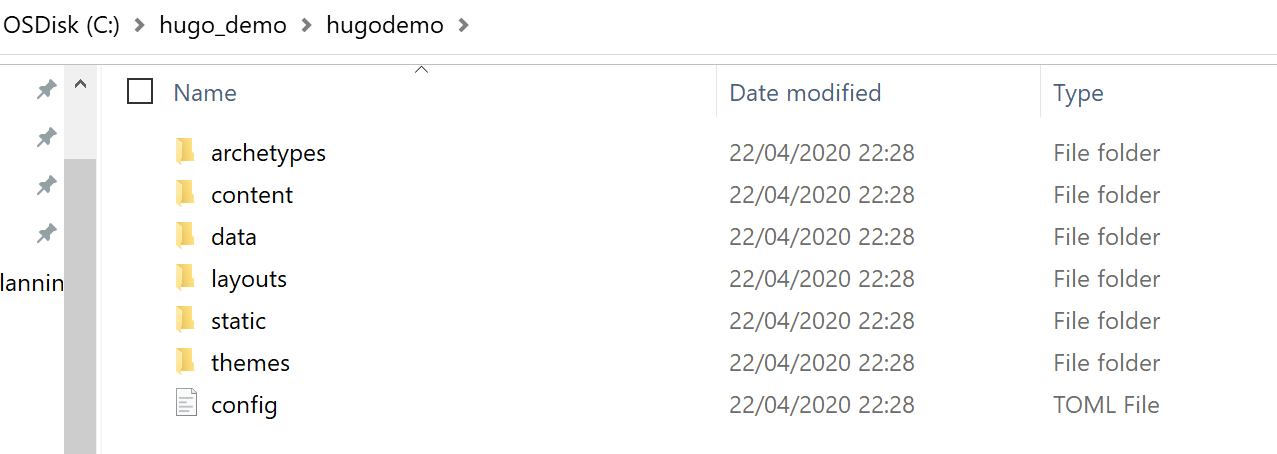 OSDisk (C:) > hugo_demo > hugodemo >
Name Date modified Type
archetypes 22/04/2020 22:28 File folder
content 22/04/2020 22:28 File folder
data 22/04/2020 22:28 File folder
lannin layouts 22/04/2020 22:28 File folder
static 22/04/2020 22:28 File folder
themes 22/04/2020 22:28 File folder
config 22/04/2020 22:28 TOML File